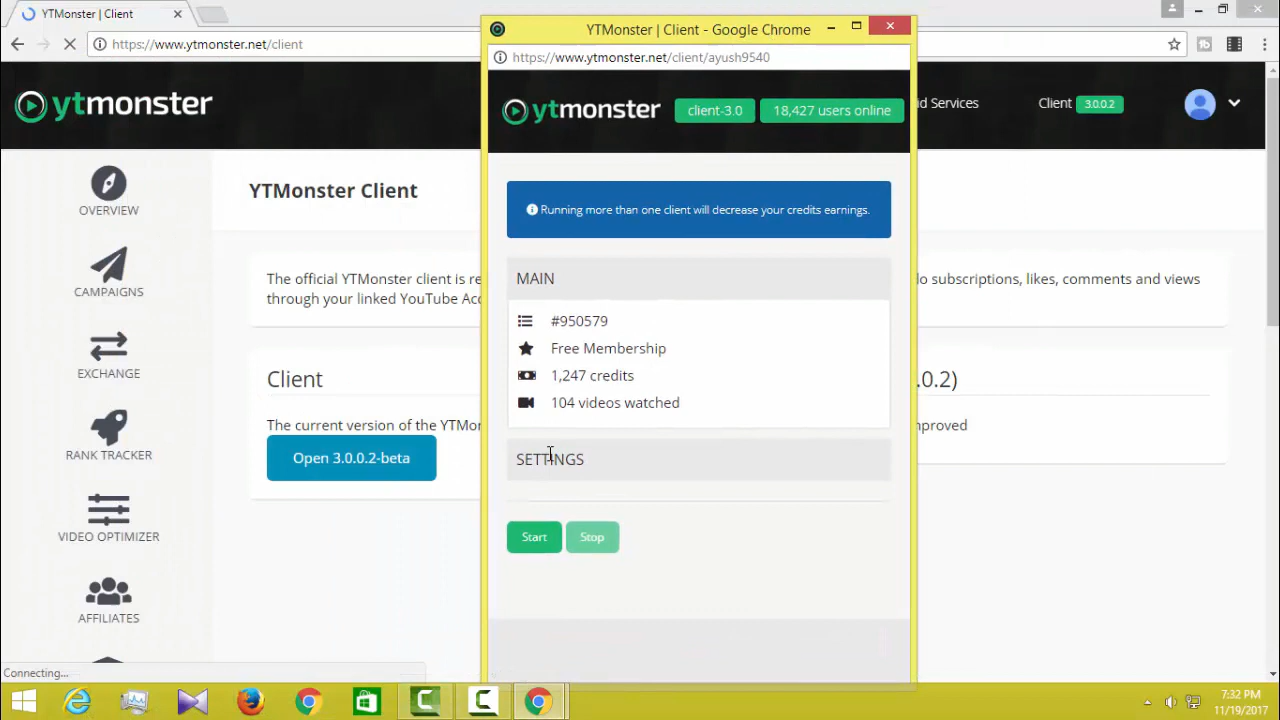 YTMonster | Client
https://www.ytmonster.net/client
ytmonster
id Services
Client 3.0.0.2
OVERVIEW
CAMPAIGNS
EXCHANGE
RANK TRACKER
VIDEO OPTIMIZER
AFFILIATES
YTMonster Client
The official YTMonster client is re
o subscriptions, likes, comments and views
through your linked YouTube Acc
Client
.0.2)
The current version of the YTMon
proved
Open 3.0.0.2-beta
YTMonster | Client - Google Chrome
https://www.ytmonster.net/client/ayush9540
ytmonster
client-3.0
18,427 users online
Running more than one client will decrease your credits earnings.
MAIN
#950579
Free Membership
1,247 credits
104 videos watched
SETTINGS
Start
Stop
Connecting...
7:32 PM
11/19/2017